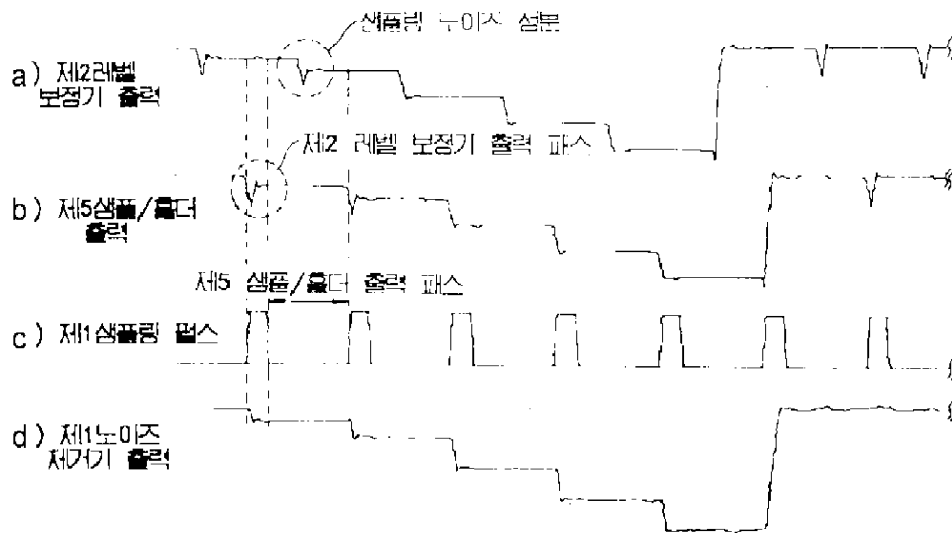 샘플링 노이즈 성분
a) 제2레벨
보정기 출력
제2 레벨 보정기 출력 패스
b) 제5샘플/홀더
출력
제5 샘플/홀더 출력 패스
c) 제1샘플링 펄스
d) 제1노이즈
제거기 출력